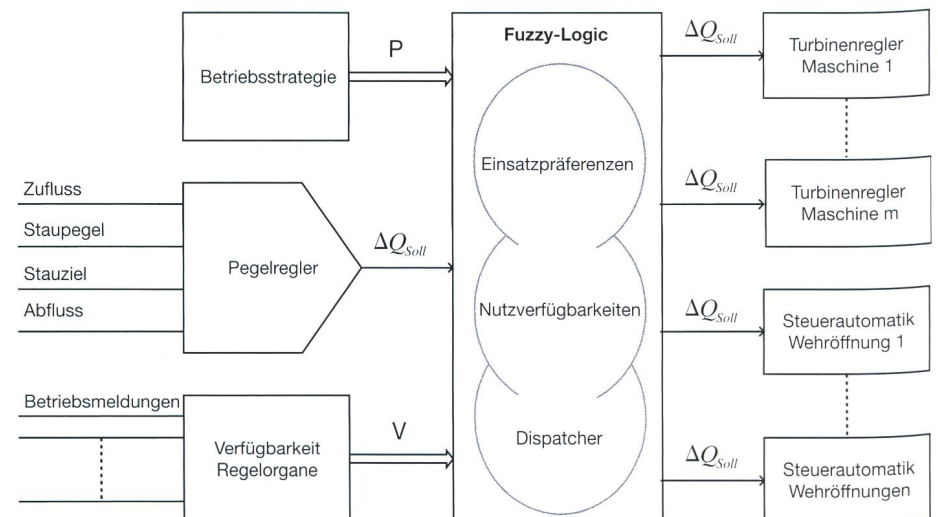 Betriebsstrategie
P
Zufluss
Staupegel
Stauziel
Abfluss
Pegelregler
ΔQSoll
Betriebsmeldungen
Verfügbarkeit
Regelorgane
V
Fuzzy-Logic
Einsatzpräferenzen
Nutzverfügbarkeiten
Dispatcher
ΔQSoll
Turbinenregler
Maschine 1
ΔQSoll
Turbinenregler
Maschine m
ΔQSoll
Steuerautomatik
Wehröffnung 1
ΔQSoll
Steuerautomatik
Wehröffnungen